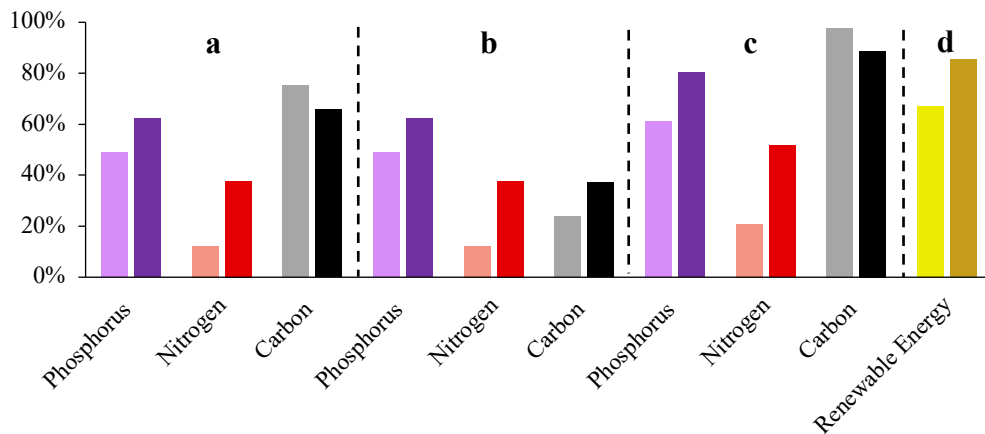 100%
80%
60%
40%
20%
0%
a
b
c
d
Phosphorus
Nitrogen
Carbon
Phosphorus
Nitrogen
Carbon
Phosphorus
Nitrogen
Carbon
Renewable Energy